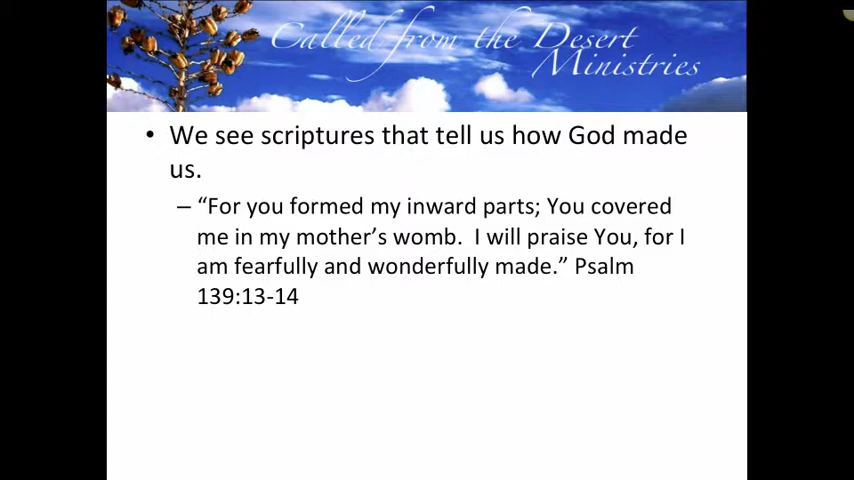 Called from the Desert
Ministries
• We see scriptures that tell us how God made
us.
– “For you formed my inward parts; You covered
me in my mother’s womb.  I will praise You, for I
am fearfully and wonderfully made.” Psalm
139:13-14